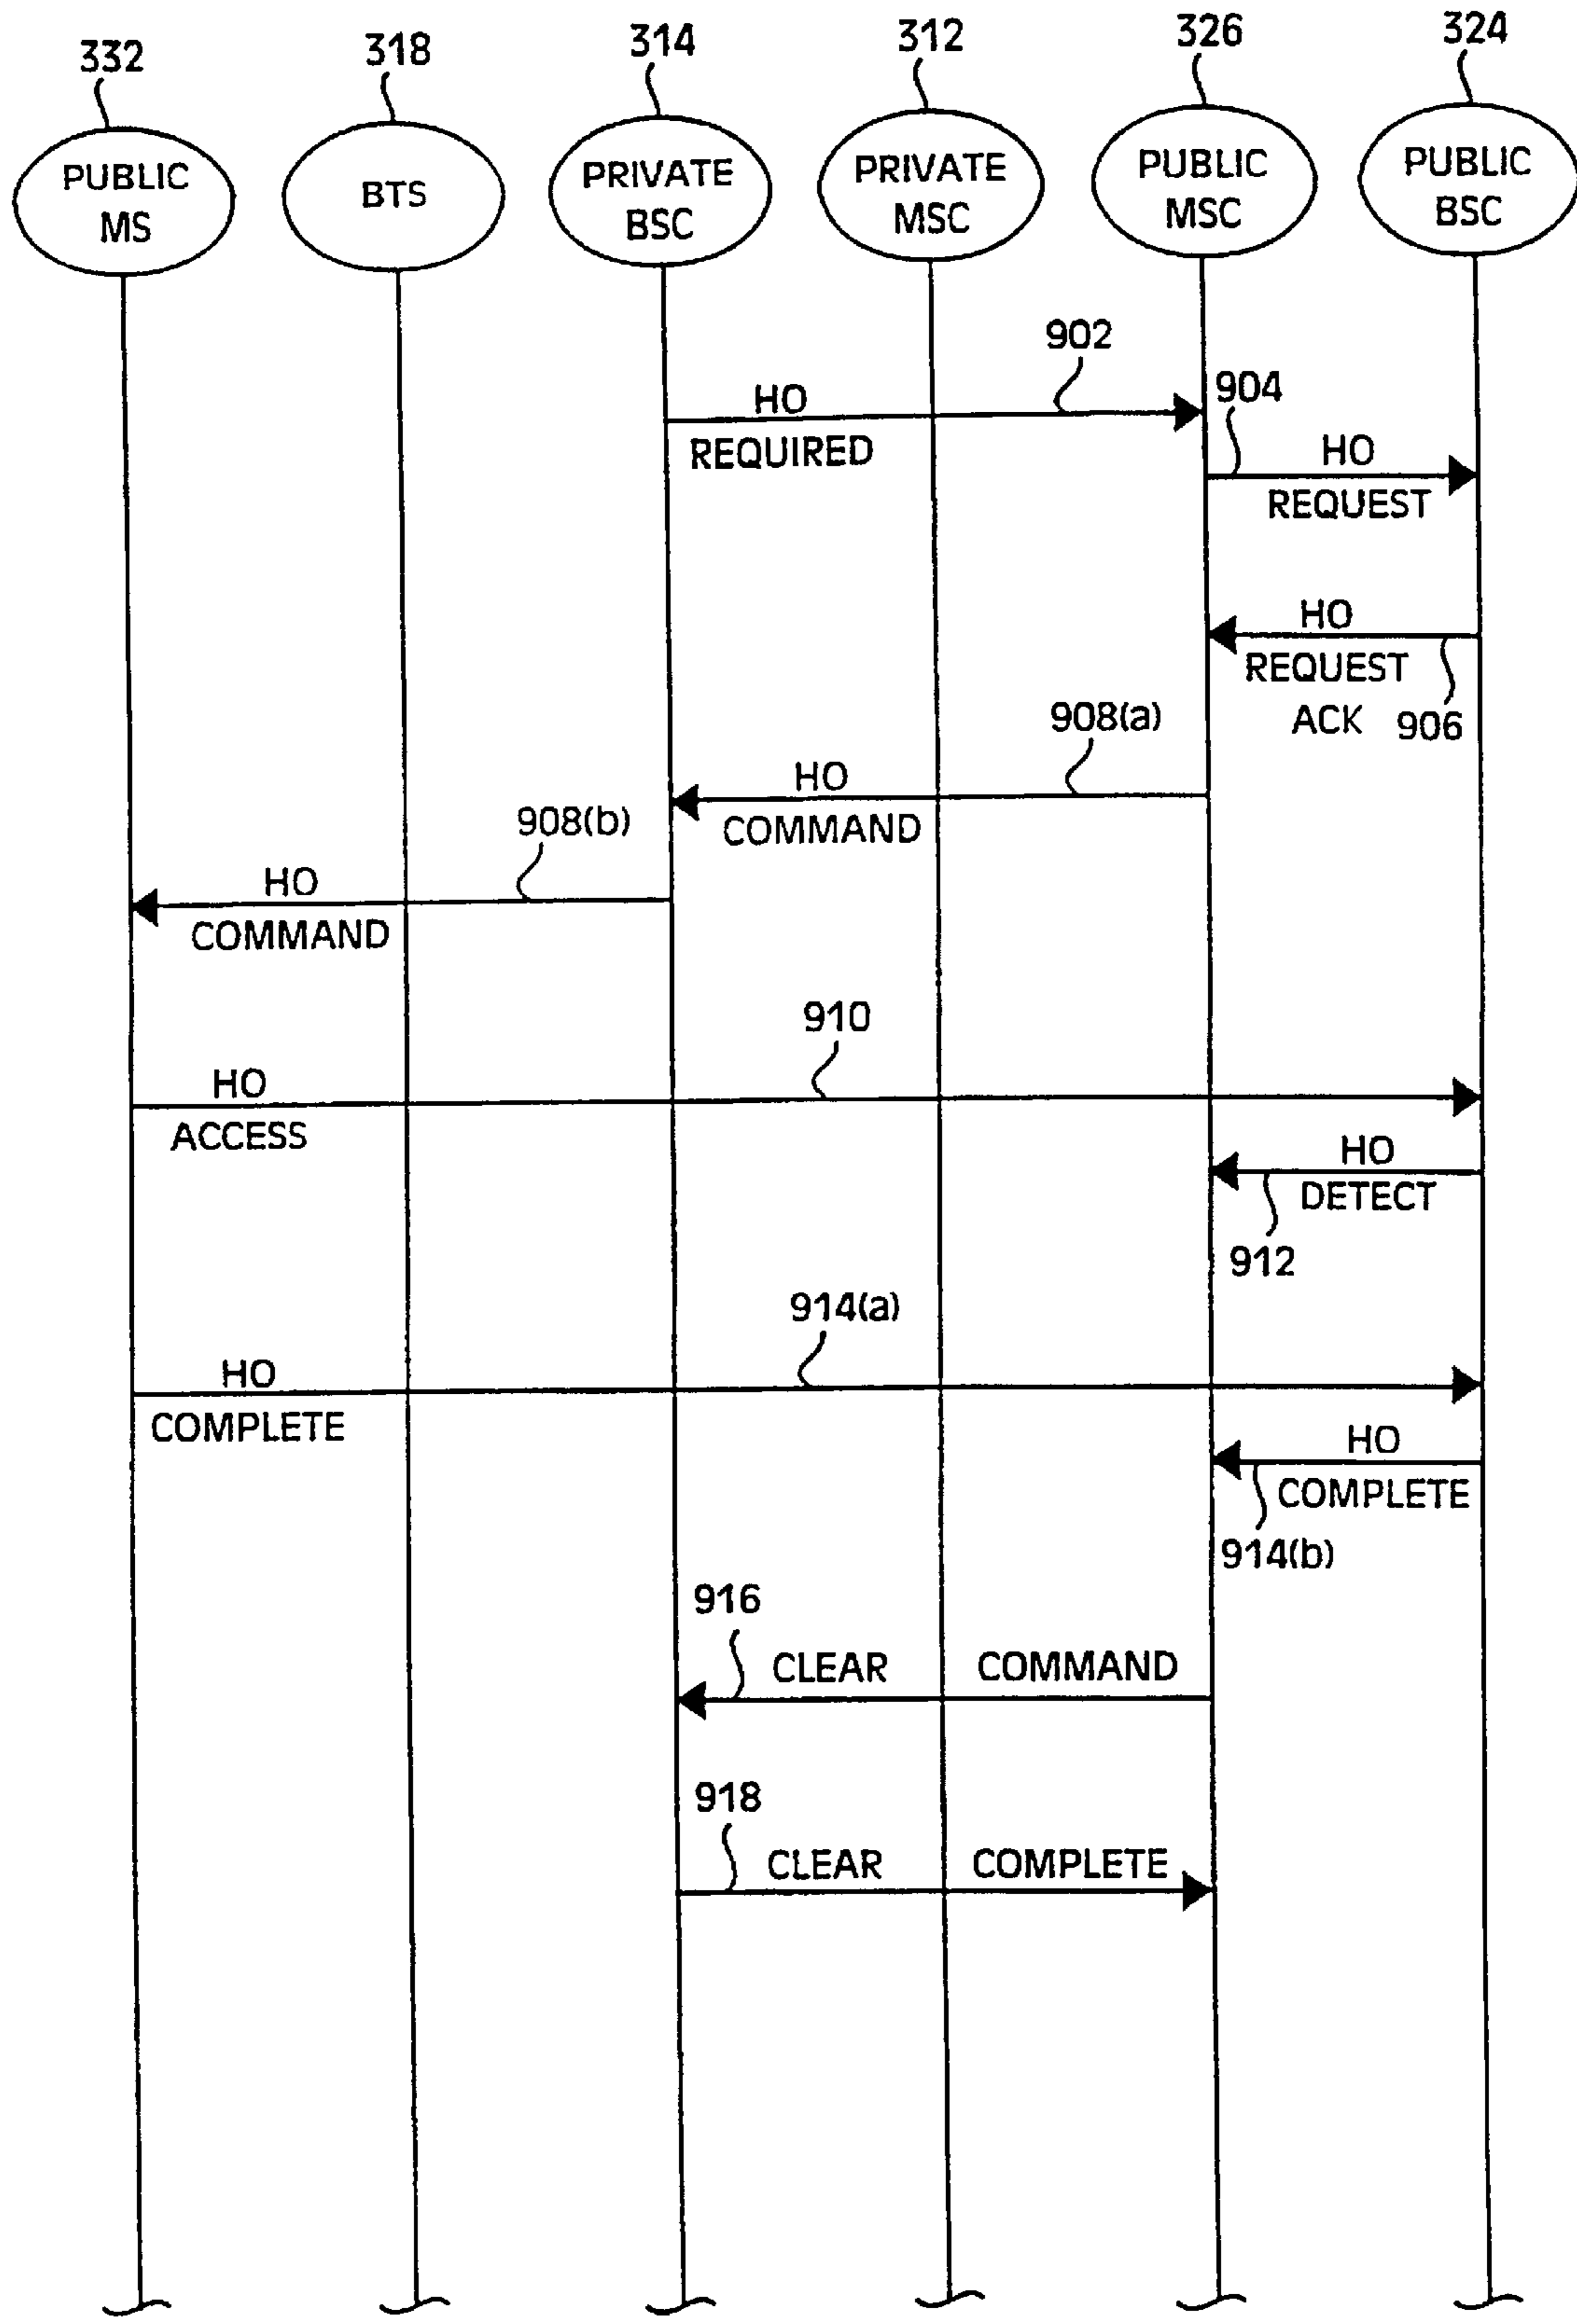 332
318
314
312
326
324
PUBLIC
MS
BTS
PRIVATE
BSC
PRIVATE
MSC
PUBLIC
MSC
PUBLIC
BSC
902
HO
REQUIRED
904
HO
REQUEST
HO
REQUEST
ACK
906
908(a)
HO
COMMAND
908(b)
HO
COMMAND
910
HO
ACCESS
HO
DETECT
912
914(a)
HO
COMPLETE
HO
COMPLETE
914(b)
916
CLEAR COMMAND
918
CLEAR COMPLETE